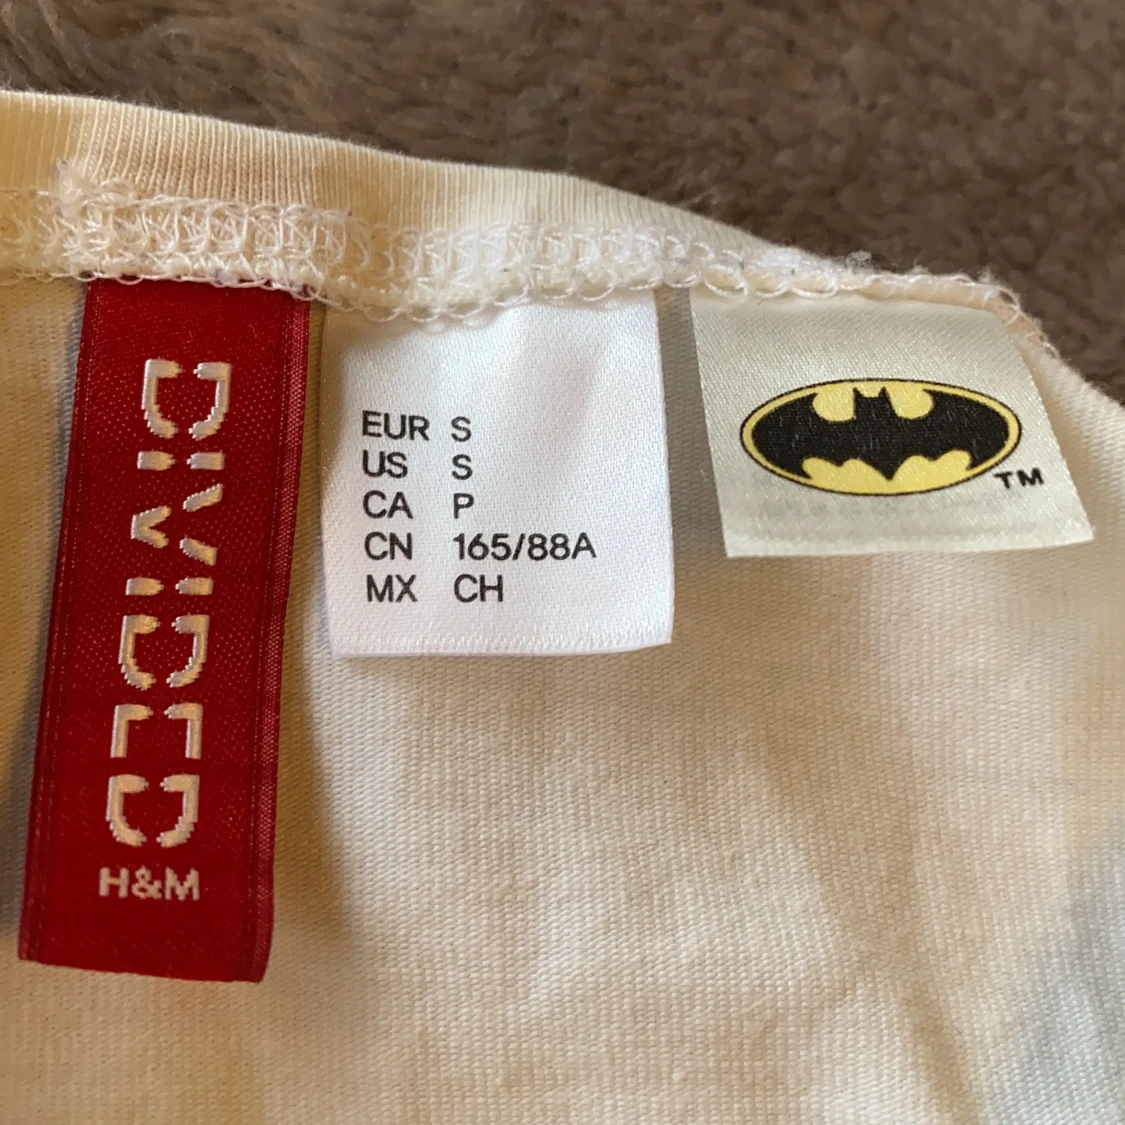 DIVIDED
H&M
EUR S
US S
CA P
CN 165/88A
MX CH
TM